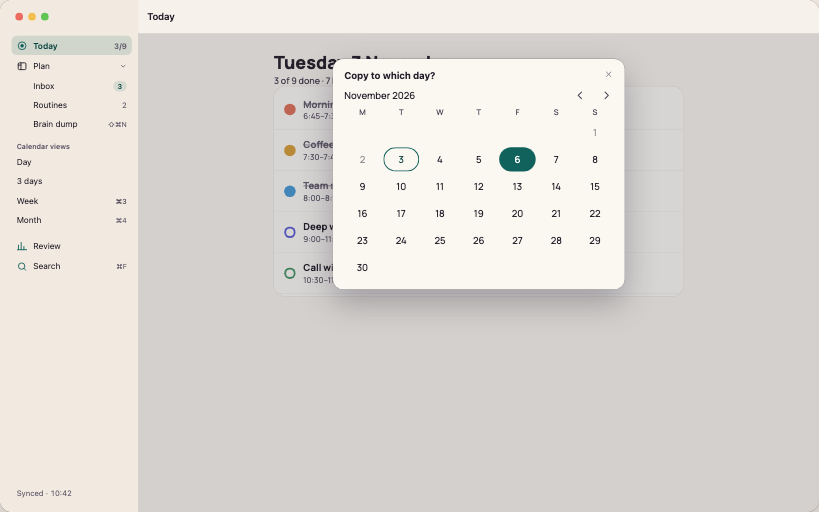 Today
Today 3/9
Plan
Inbox 3
Routines 2
Brain dump ⇧⌘N
Calendar views
Day
3 days
Week ⌘3
Month ⌘4
Review
Search ⌘F
Synced · 10:42
Tuesday 3 November
3 of 9 done · 7
6:45–7:
Coffee
7:30–7:4
Team
8:00–8:
Deep
9:00–11:
Call
10:30–11
Copy to which day?
×
November 2026
M T W T F S S
1
2 3 4 5 6 7 8
9 10 11 12 13 14 15
16 17 18 19 20 21 22
23 24 25 26 27 28 29
30